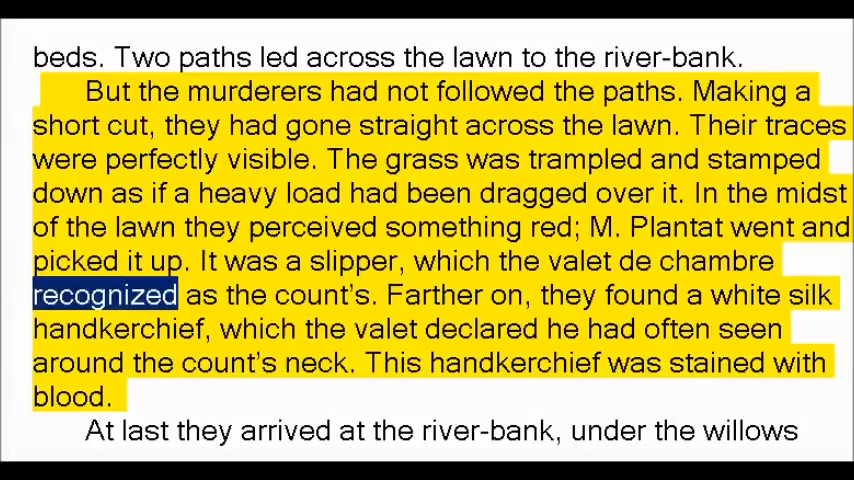 beds. Two paths led across the lawn to the river-bank.
But the murderers had not followed the paths. Making a
short cut, they had gone straight across the lawn. Their traces
were perfectly visible. The grass was trampled and stamped
down as if a heavy load had been dragged over it. In the midst
of the lawn they perceived something red; M. Plantat went and
picked it up. It was a slipper, which the valet de chambre
recognized as the count’s. Farther on, they found a white silk
handkerchief, which the valet declared he had often seen
around the count’s neck. This handkerchief was stained with
blood.
At last they arrived at the river-bank, under the willows